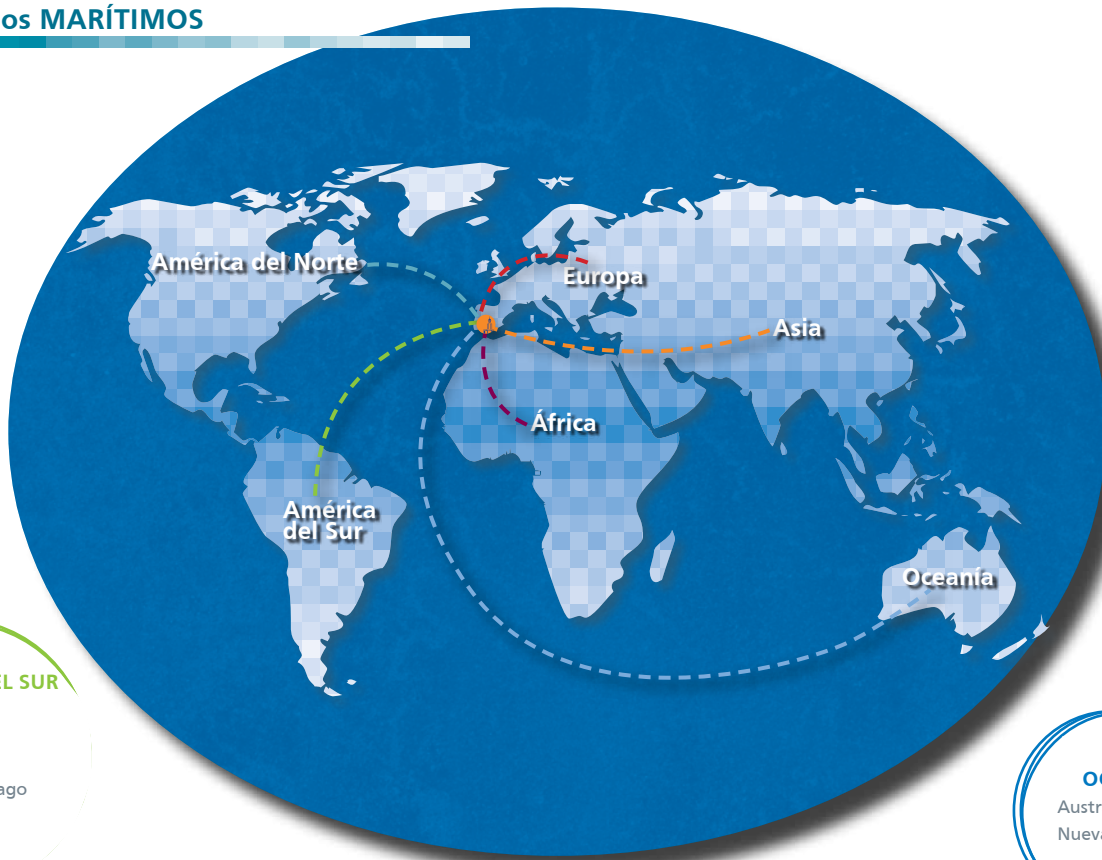 os MARÍTIMOS
América del Norte
Europa
Asia
África
América
del Sur
Oceanía
EL SUR
ago
OC
Austr
Nueva